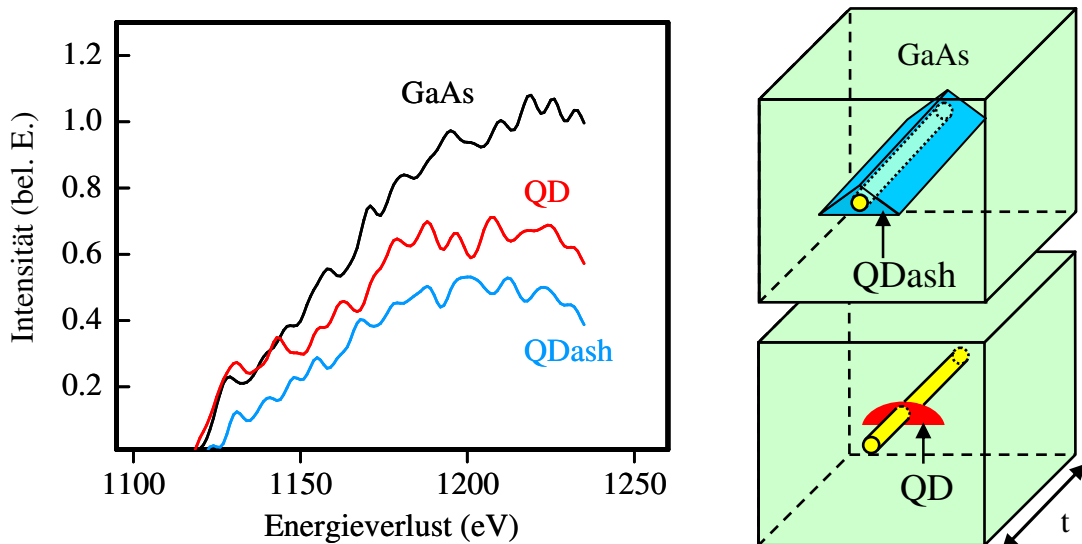 Intensität (bel. E.)
1.2
1.0
0.8
0.6
0.4
0.2
GaAs
QD
QDash
1100
1150
1200
1250
Energieverlust (eV)
GaAs
QDash
QD
t